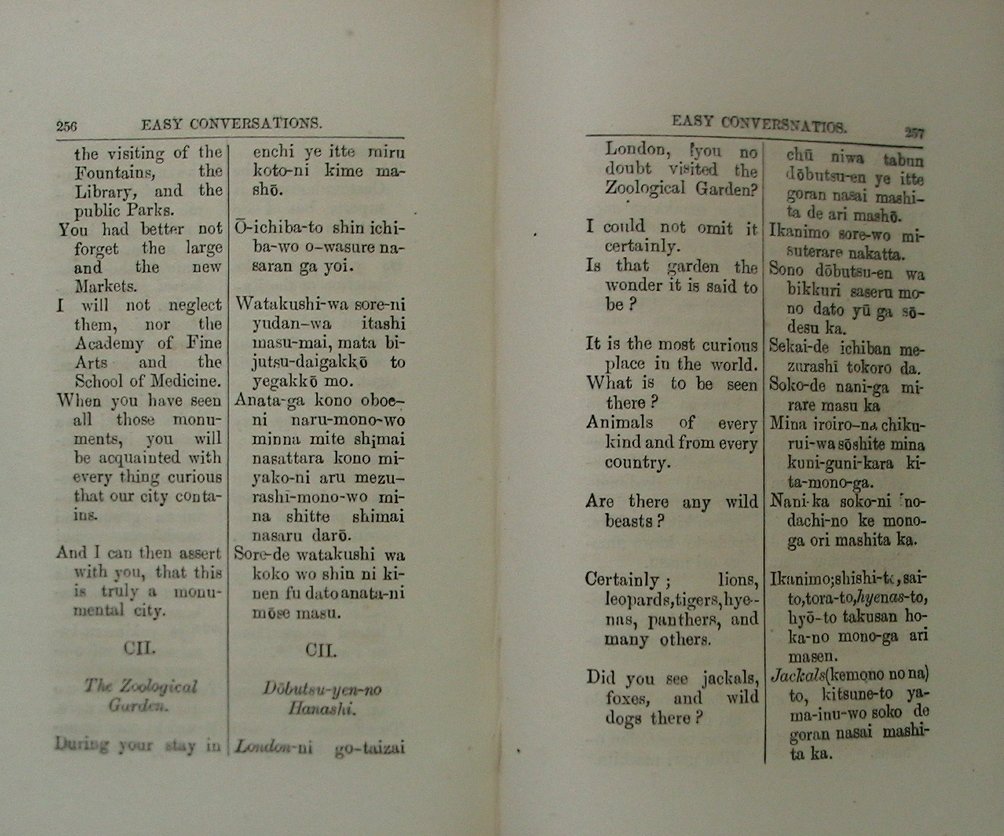 256 EASY CONVERSATIONS.
the visiting of the
Fountains, the
Library, and the
public Parks.
You had better not
forget the large
and the new
Markets.
I will not neglect
them, nor the
Academy of Fine
Arts and the
School of Medicine.
When you have seen
all those monu-
ments, you will
be acquainted with
every thing curious
that our city conta-
ins.
And I can then assert
with you, that this
is truly a monu-
mental city.
CII.
The Zoological
Garden.
During your stay in
enchi ye itte miru
koto-ni kime ma-
shō.
Ō-ichiba-to shin ichi-
ba-wo o-wasure na-
saran ga yoi.
Watakushi-wa sore-ni
yudan-wa itashi
masu-mai, mata bi-
jutsu-daigakkō to
yegakkō mo.
Anata-ga kono oboe-
ni naru-mono-wo
minna mite shimai
nasattara kono mi-
yako-ni aru mezu-
rashi-mono-wo mi-
na shitte shimai
nasaru darō.
Sore-de watakushi wa
koko wo shin ni ki-
nen fu dato anata-ni
mōse masu.
CII.
Dōbutsu-yen-no
Hanashi.
London-ni go-taizai
EASY CONVERSNATIOS. 257
London, you no
doubt visited the
Zoological Garden?
I could not omit it
certainly.
Is that garden the
wonder it is said to
be ?
It is the most curious
place in the world.
What is to be seen
there ?
Animals of every
kind and from every
country.
Are there any wild
beasts ?
Certainly ; lions,
leopards,tigers,hye-
nas, panthers, and
many others.
Did you see jackals,
foxes, and wild
dogs there ?
chū niwa tabun
dōbutsu-en ye itte
goran nasai mashi-
ta de ari mashō.
Ikanimo sore-wo mi-
suterare nakatta.
Sono dōbutsu-en wa
bikkuri saseru mo-
no dato yū ga sō-
desu ka.
Sekai-de ichiban me-
zurashi tokoro da.
Soko-de nani-ga mi-
rare masu ka
Mina iroiro-na chiku-
rui-wa sōshite mina
kuni-guni-kara ki-
ta-mono-ga.
Nani-ka soko-ni no-
dachi-no ke mono-
ga ori mashita ka.
Ikanimo;shishi-to, sai-
to,tora-to,hyenas-to,
hyō-to takusan ho-
ka-no mono-ga ari
masen.
Jackals(kemono no na)
to, kitsune-to ya-
ma-inu-wo soko de
goran nasai mashi-
ta ka.